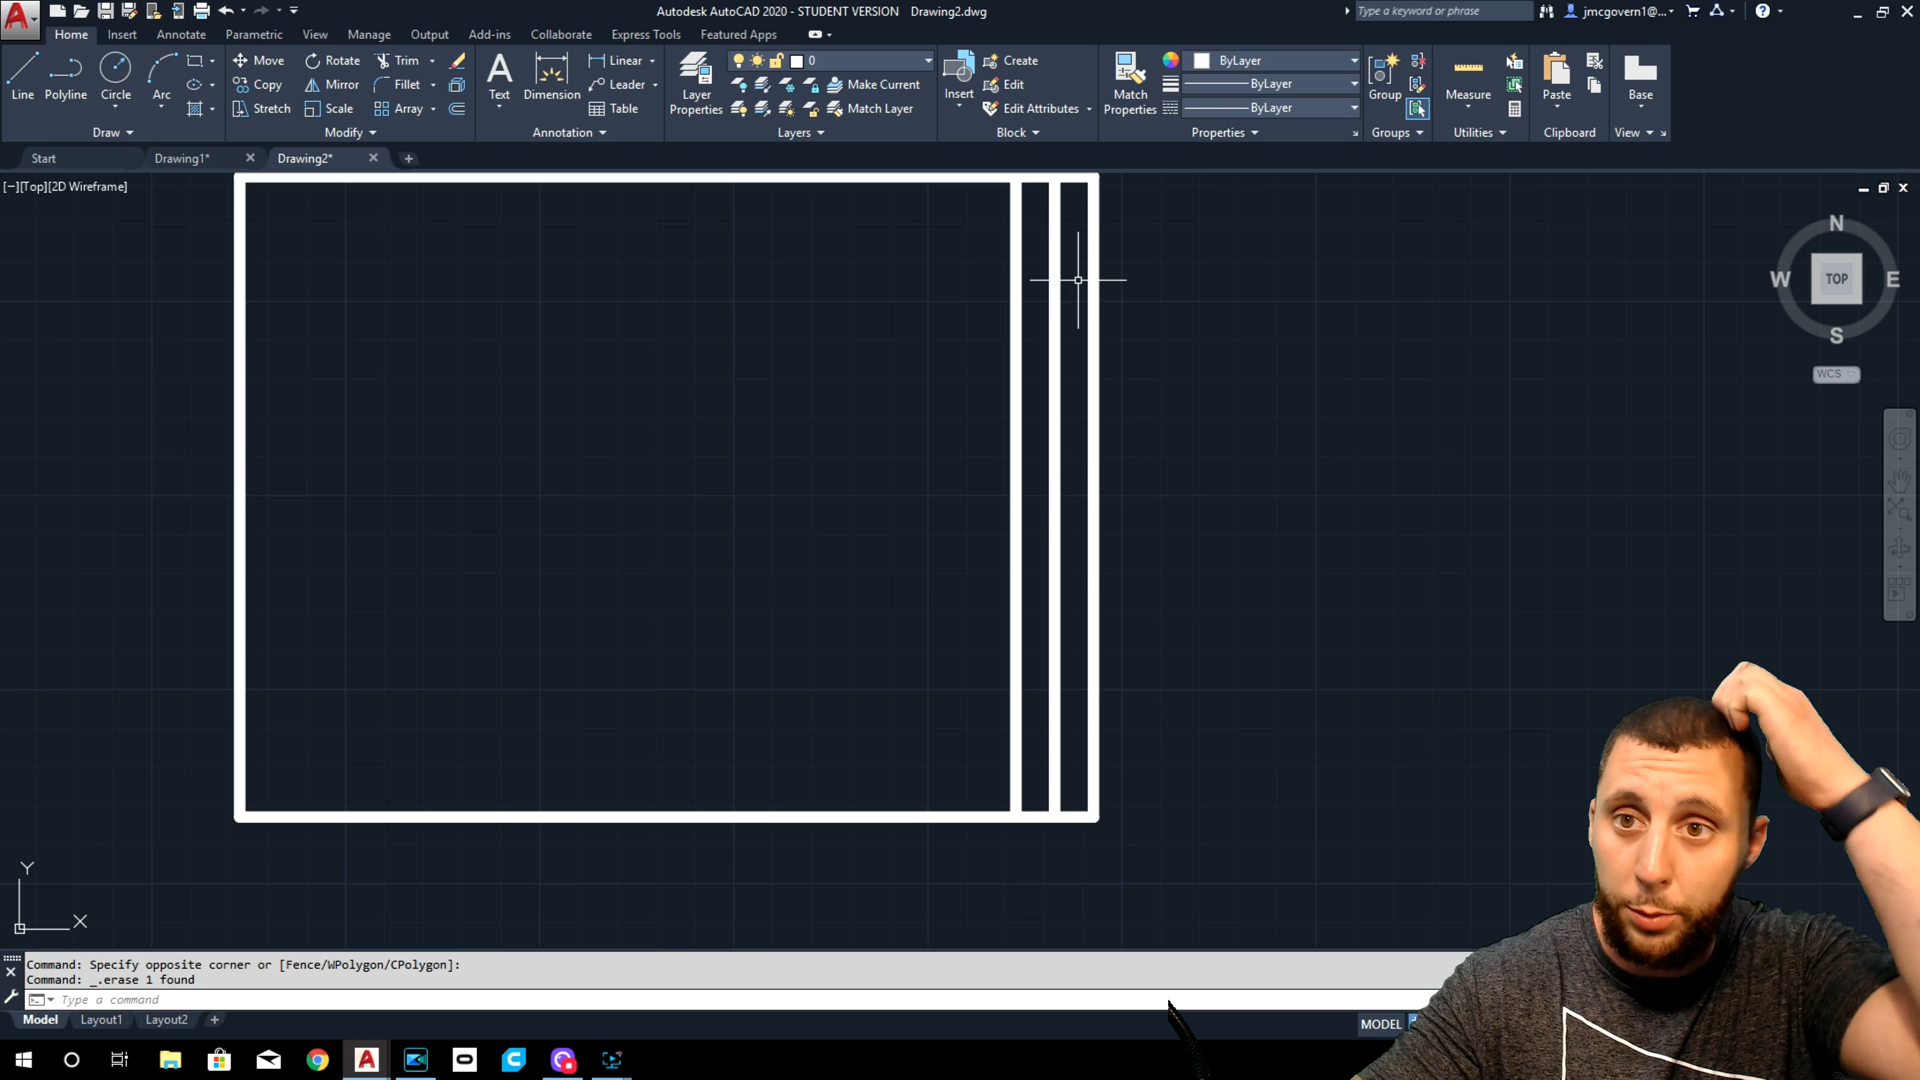 Autodesk AutoCAD 2020 - STUDENT VERSION Drawing2.dwg
Type a keyword or phrase
jmcgovern1@...
Home Insert Annotate Parametric View Manage Output Add-ins Collaborate Express Tools Featured Apps
Line Polyline Circle Arc
Move Rotate Trim
Copy Mirror Fillet
Stretch Scale Array
Text Dimension
Linear
Leader
Table
Layer Properties
0
Make Current
Match Layer
Insert
Create
Edit
Edit Attributes
Match Properties
ByLayer
ByLayer
ByLayer
Group
Measure
Paste
Base
Draw Modify Annotation Layers Block Properties Groups Utilities Clipboard View
Start Drawing1* Drawing2*
[−][Top][2D Wireframe]
N
W TOP E
S
WCS
Y
X
Command: Specify opposite corner or [Fence/WPolygon/CPolygon]:
Command: _.erase 1 found
Type a command
Model Layout1 Layout2
MODEL